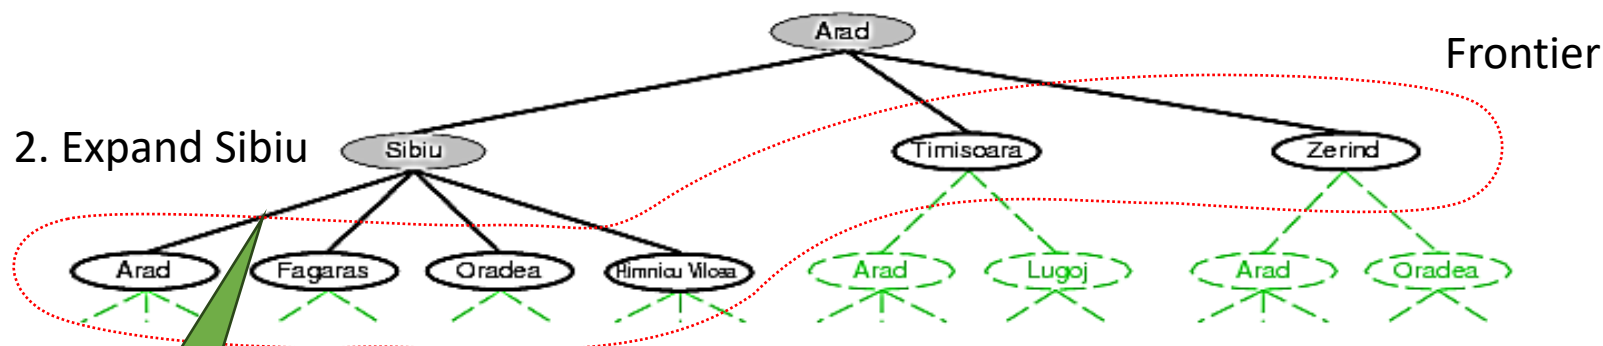 Arad
Frontier
2. Expand Sibiu
Sibiu
Timisoara
Zerind
Arad
Fagaras
Oradea
Rimnicu Vilcea
Arad
Lugoj
Arad
Oradea